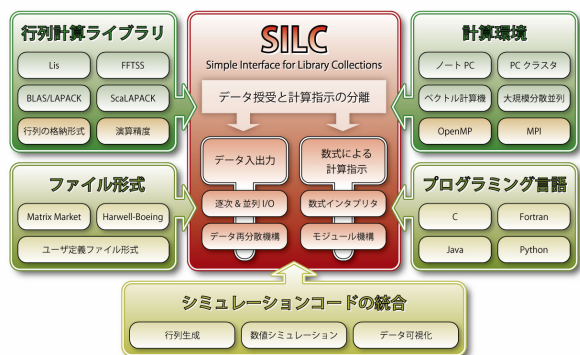 行列計算ライブラリ
Lis
FFTSS
BLAS/LAPACK
ScaLAPACK
行列の格納形式
演算精度
SILC
Simple Interface for Library Collections
データ授受と計算指示の分離
データ入出力
数式による
計算指示
逐次 & 並列 I/O
数式インタプリタ
データ再分散機構
モジュール機構
計算環境
ノート PC
PC クラスタ
ベクトル計算機
大規模分散並列
OpenMP
MPI
ファイル形式
Matrix Market
Harwell-Boeing
ユーザ定義ファイル形式
プログラミング言語
C
Fortran
Java
Python
シミュレーションコードの統合
行列生成
数値シミュレーション
データ可視化